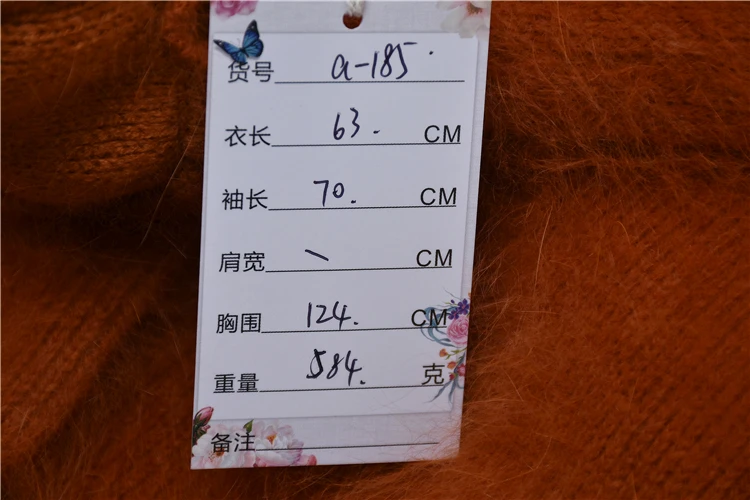 货号 a-185
衣长 63. CM
袖长 70. CM
肩宽 \ CM
胸围 124. CM
重量 584. 克
备注